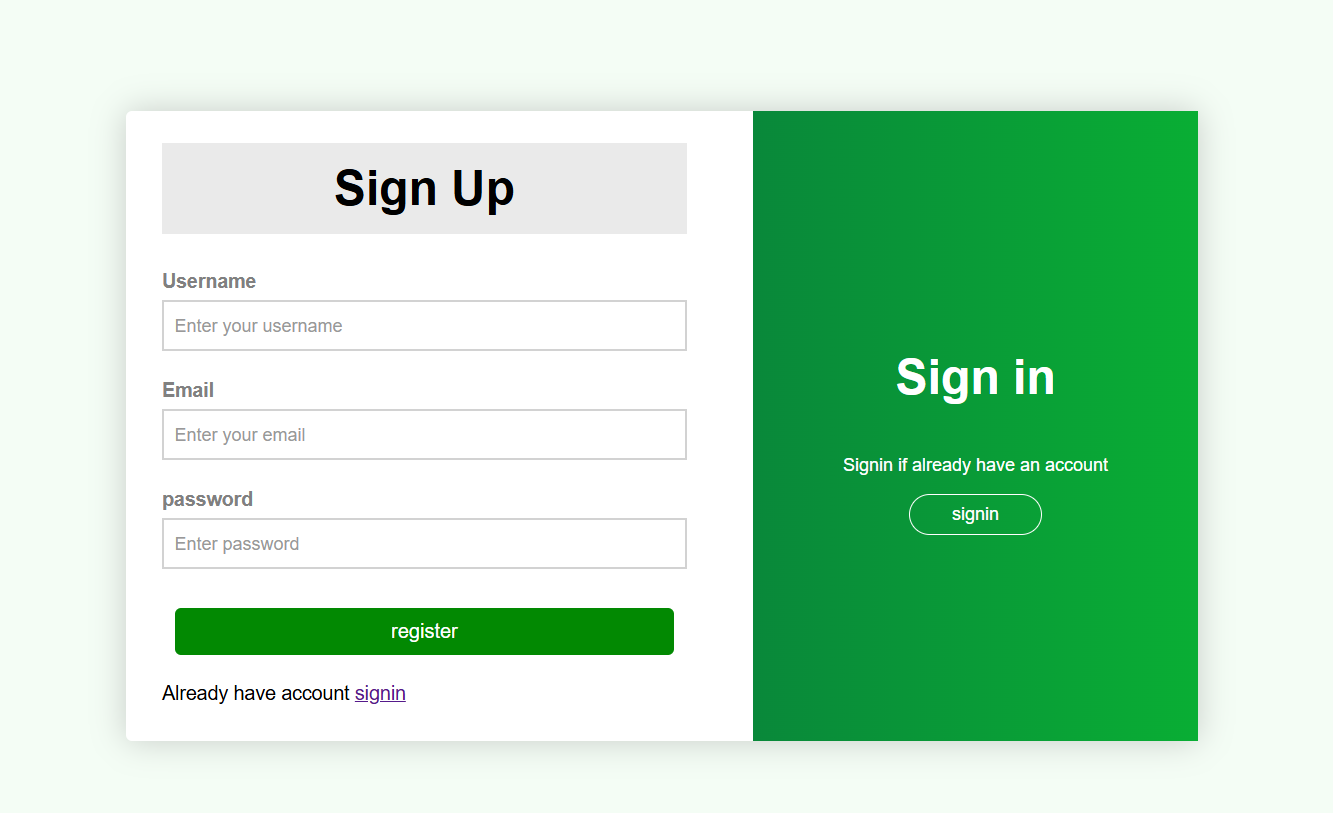 Sign Up
Username
Enter your username
Email
Enter your email
password
Enter password
register
Already have account signin
Sign in
Signin if already have an account
signin